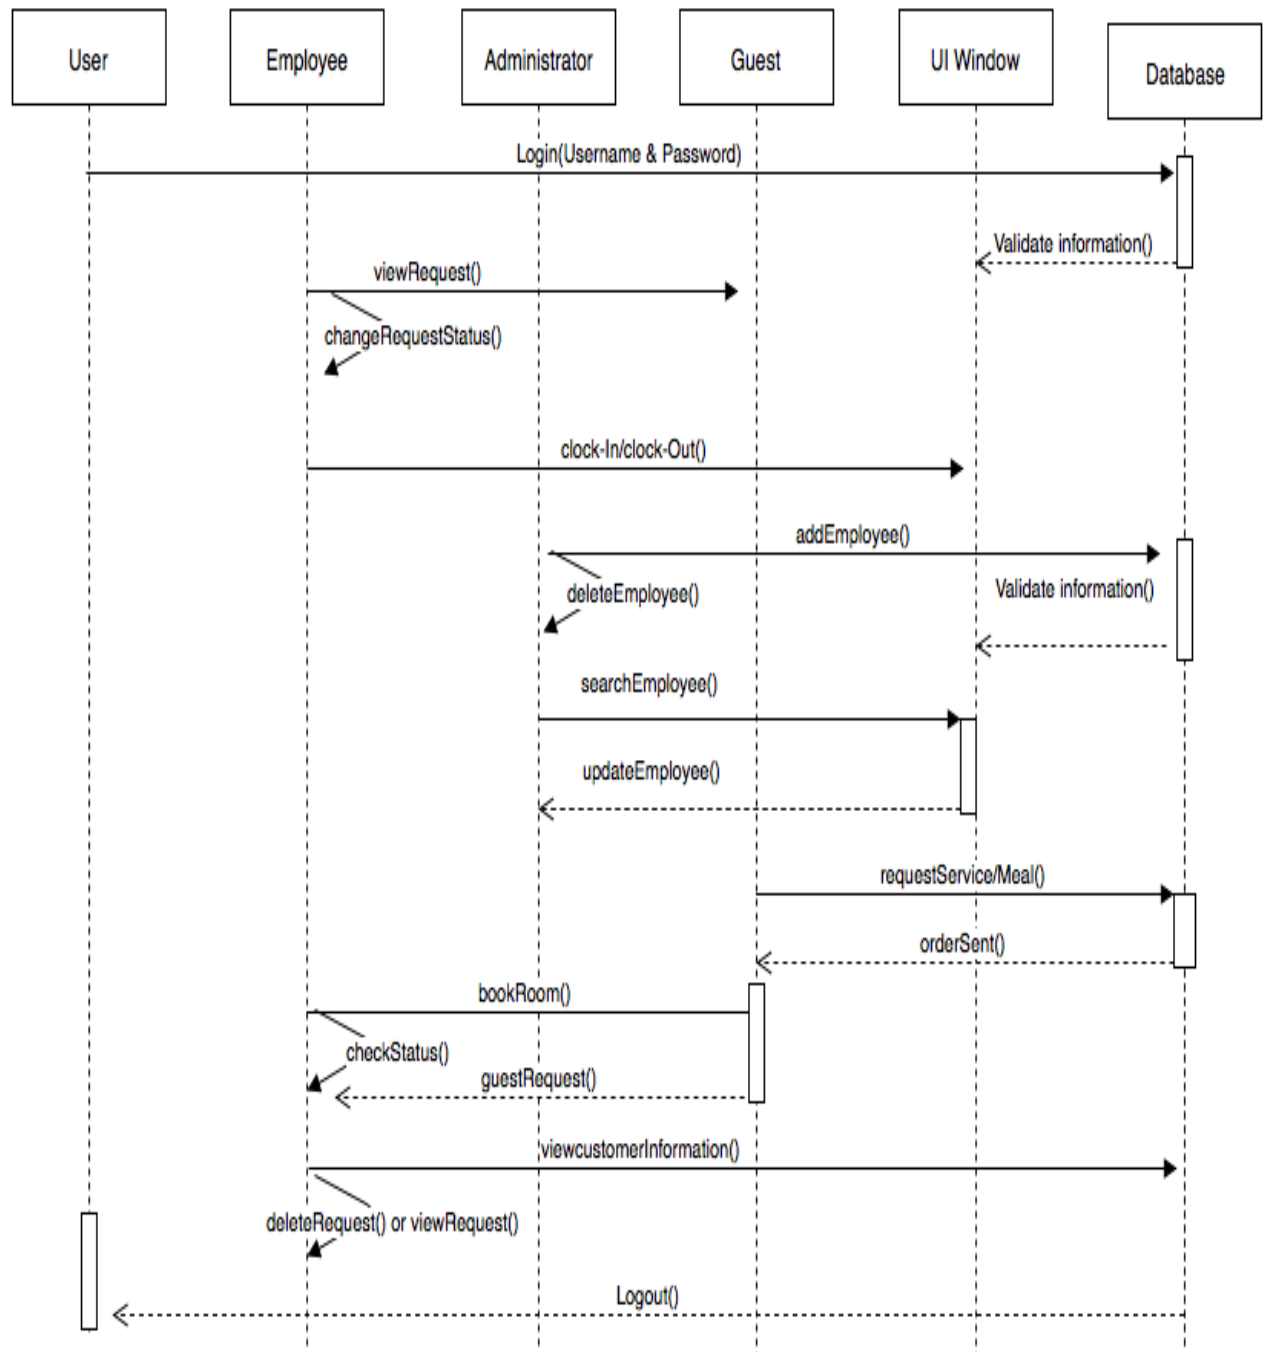 User
Employee
Administrator
Guest
UI Window
Database
Login(Username & Password)
Validate information()
viewRequest()
changeRequestStatus()
clock-In/clock-Out()
addEmployee()
Validate information()
deleteEmployee()
searchEmployee()
updateEmployee()
requestService/Meal()
orderSent()
bookRoom()
checkStatus()
guestRequest()
viewcustomerInformation()
deleteRequest() or viewRequest()
Logout()